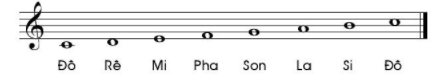 Đô Rê Mi Pha Son La Si Đô